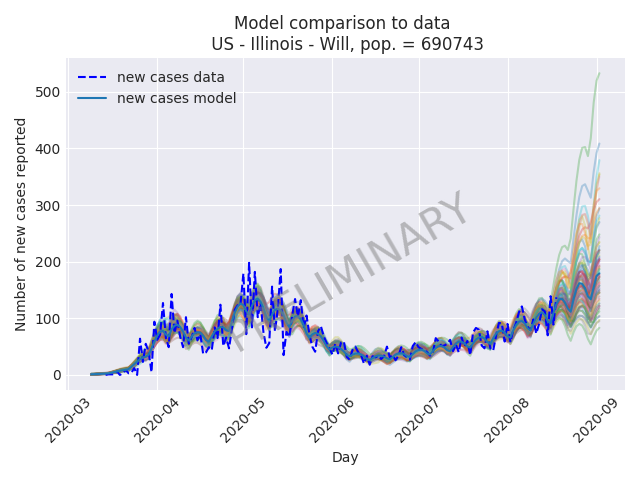 Model comparison to data
US - Illinois - Will, pop. = 690743
new cases data
new cases model
Number of new cases reported
500
400
300
200
100
0
PRELIMINARY
2020-03
2020-04
2020-05
2020-06
2020-07
2020-08
2020-09
Day